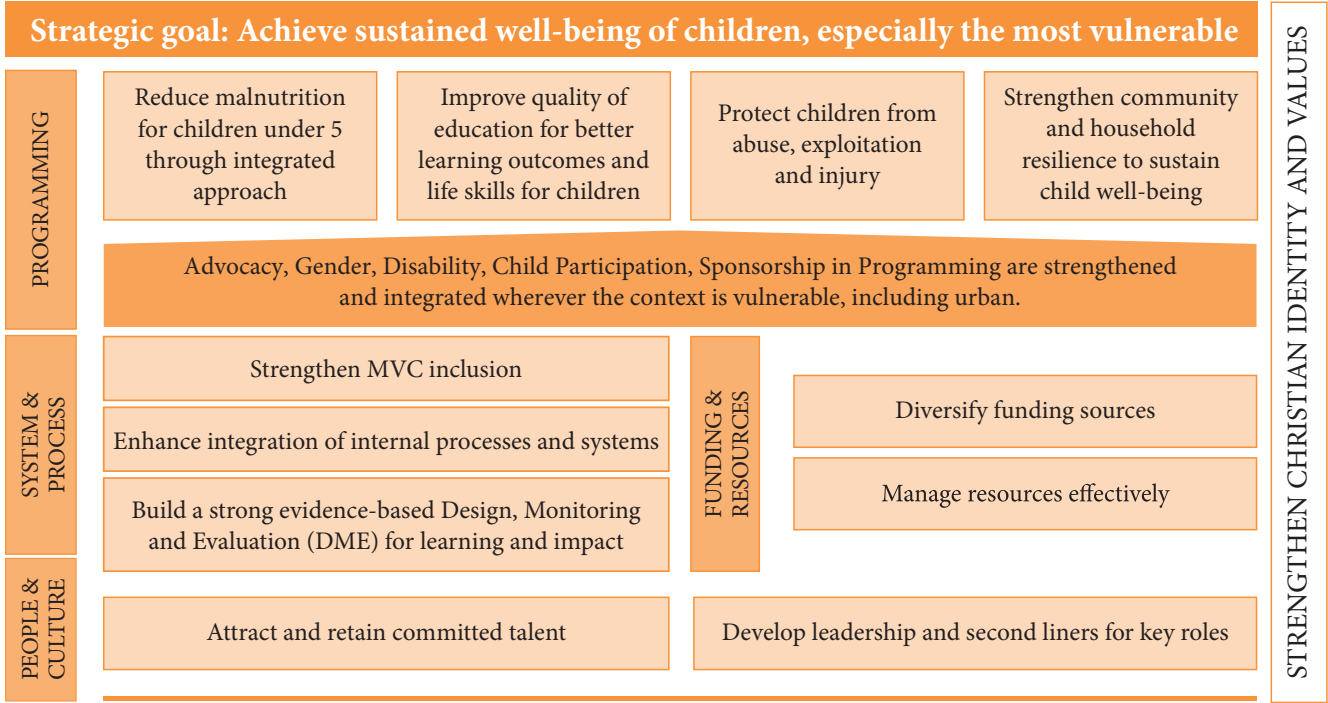 Strategic goal: Achieve sustained well-being of children, especially the most vulnerable
PROGRAMMING
Reduce malnutrition
for children under 5
through integrated
approach
Improve quality of
education for better
learning outcomes and
life skills for children
Protect children from
abuse, exploitation
and injury
Strengthen community
and household
resilience to sustain
child well-being
Advocacy, Gender, Disability, Child Participation, Sponsorship in Programming are strengthened
and integrated wherever the context is vulnerable, including urban.
SYSTEM &
PROCESS
Strengthen MVC inclusion
Enhance integration of internal processes and systems
Build a strong evidence-based Design, Monitoring
and Evaluation (DME) for learning and impact
FUNDING &
RESOURCES
Diversify funding sources
Manage resources effectively
PEOPLE &
CULTURE
Attract and retain committed talent
Develop leadership and second liners for key roles
STRENGTHEN CHRISTIAN IDENTITY AND VALUES